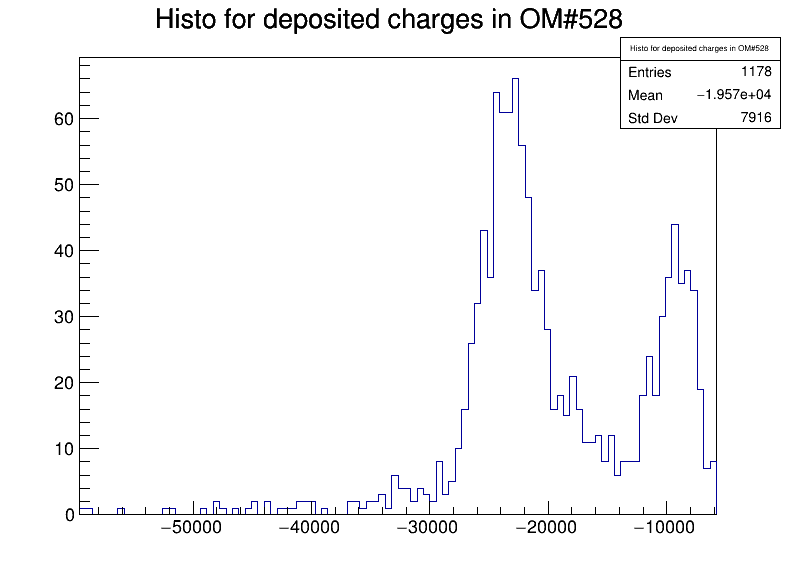 Histo for deposited charges in OM#528
Histo for deposited charges in OM#528
Entries 1178
Mean −1.957e+04
Std Dev 7916
60
50
40
30
20
10
0
−50000 −40000 −30000 −20000 −10000